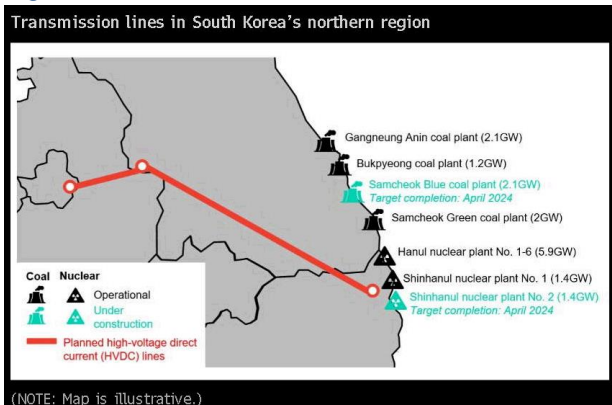 Transmission lines in South Korea's northern region
Gangneung Anin coal plant (2.1GW)
Bukpyeong coal plant (1.2GW)
Samcheok Blue coal plant (2.1GW)
Target completion: April 2024
Samcheok Green coal plant (2GW)
Hanul nuclear plant No. 1-6 (5.9GW)
Shinhanul nuclear plant No. 1 (1.4GW)
Shinhanul nuclear plant No. 2 (1.4GW)
Target completion: April 2024
Coal Nuclear
Operational
Under
construction
Planned high-voltage direct
current (HVDC) lines
(NOTE: Map is illustrative.)